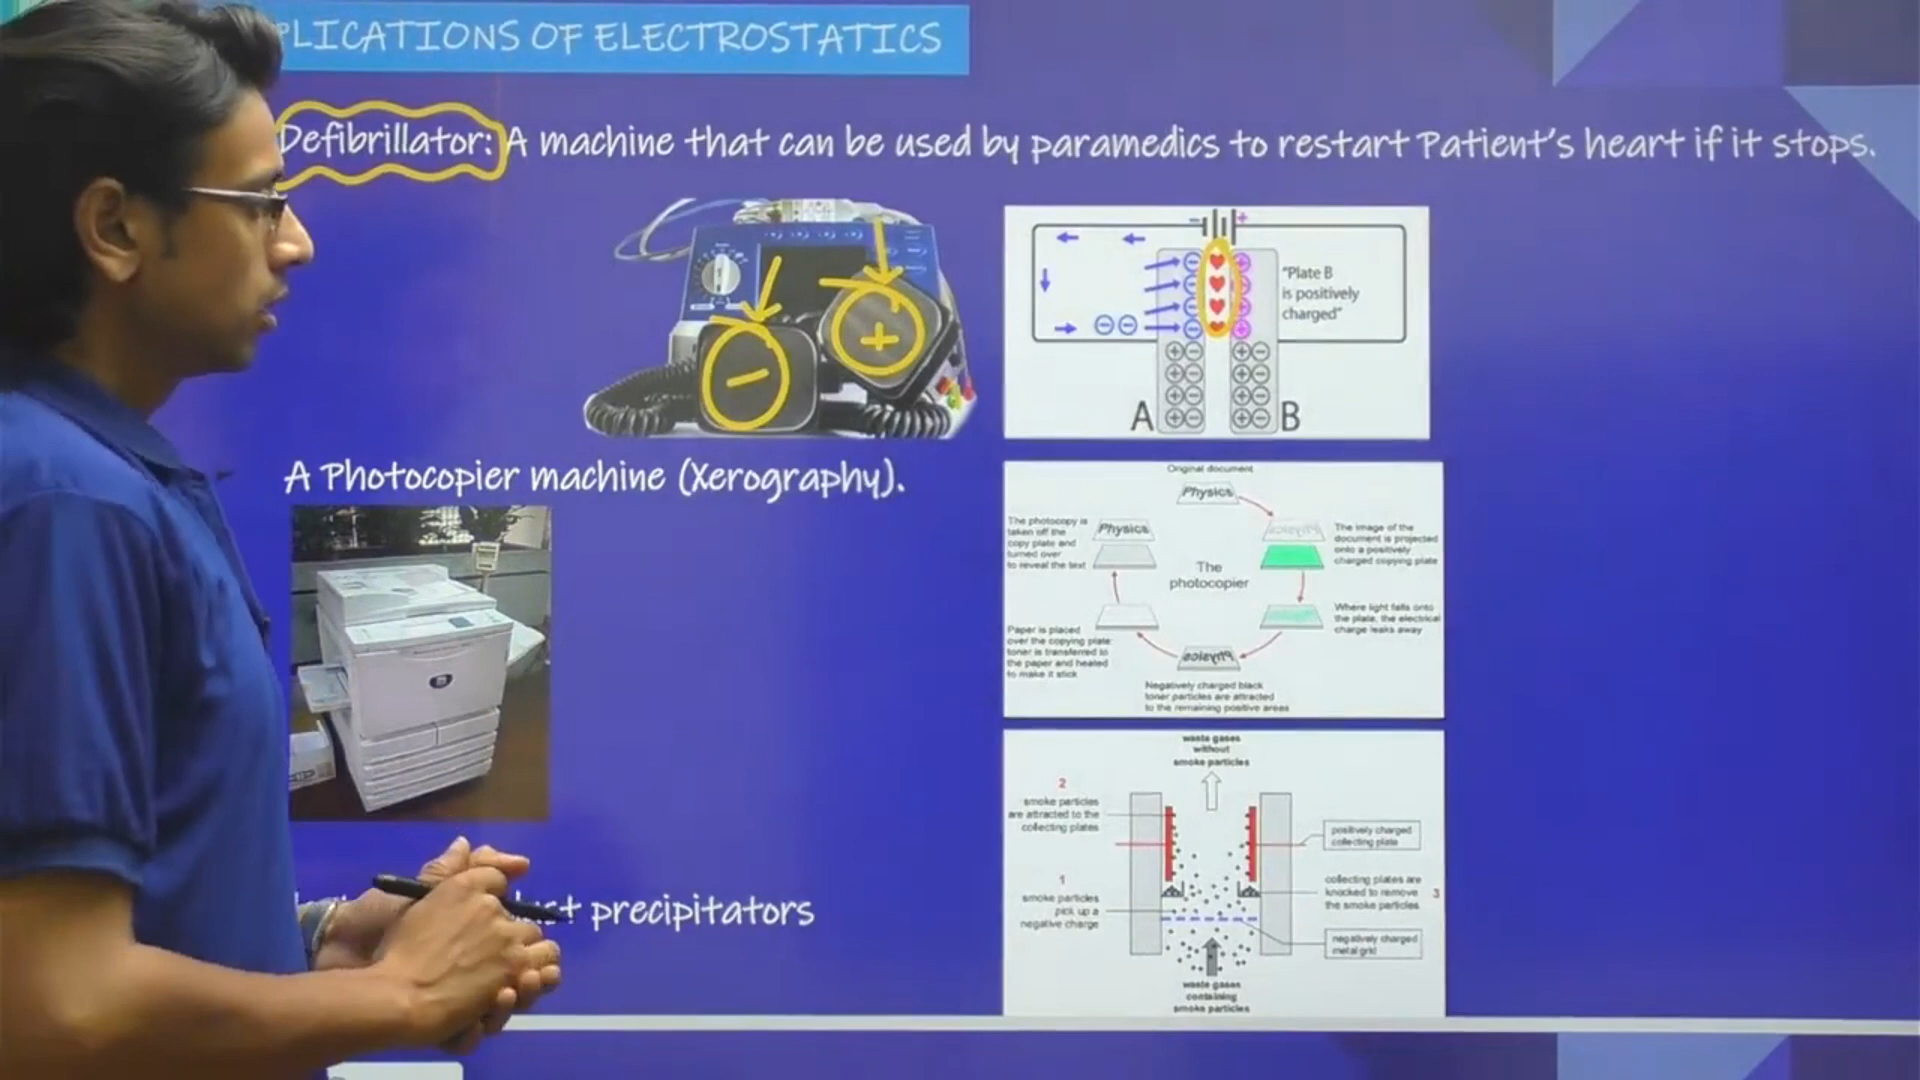 PLICATIONS OF ELECTROSTATICS
Defibrillator: A machine that can be used by paramedics to restart Patient's heart if it stops.
- +
"Plate B
is positively
charged"
A B
A Photocopier machine (Xerography).
Original document
Physics
The photocopy is
taken off the
copy plate and
turned over
to reveal the text
Physics
Physics
The image of the
document is projected
onto a positively
charged copying plate
The
photocopier
Where light falls onto
the plate, the electrical
charge leaks away
Paper is placed
over the copying plate
toner is transferred to
the paper and heated
to make it stick
Physics
Negatively charged black
toner particles are attracted
to the remaining positive areas
precipitators
waste gases
without
smoke particles
2
smoke particles
are attracted to the
collecting plates
positively charged
collecting plate
1
smoke particles
pick up a
negative charge
collecting plates are
knocked to remove
the smoke particles
3
negatively charged
metal grid
waste gases
containing
smoke particles